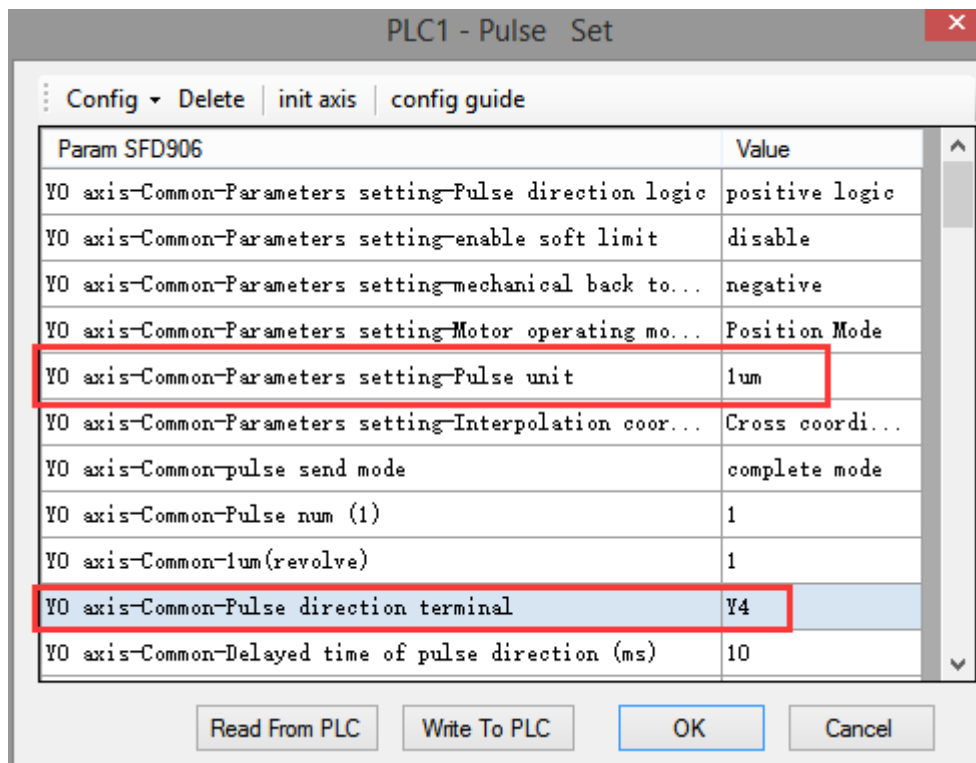 PLC1 - Pulse Set
Config Delete init axis config guide
Param SFD906 Value
Y0 axis-Common-Parameters setting-Pulse direction logic positive logic
Y0 axis-Common-Parameters setting-enable soft limit disable
Y0 axis-Common-Parameters setting-mechanical back to... negative
Y0 axis-Common-Parameters setting-Motor operating mo... Position Mode
Y0 axis-Common-Parameters setting-Pulse unit 1um
Y0 axis-Common-Parameters setting-Interpolation coor... Cross coordi...
Y0 axis-Common-pulse send mode complete mode
Y0 axis-Common-Pulse num (1) 1
Y0 axis-Common-1um(revolve) 1
Y0 axis-Common-Pulse direction terminal Y4
Y0 axis-Common-Delayed time of pulse direction (ms) 10
Read From PLC Write To PLC OK Cancel